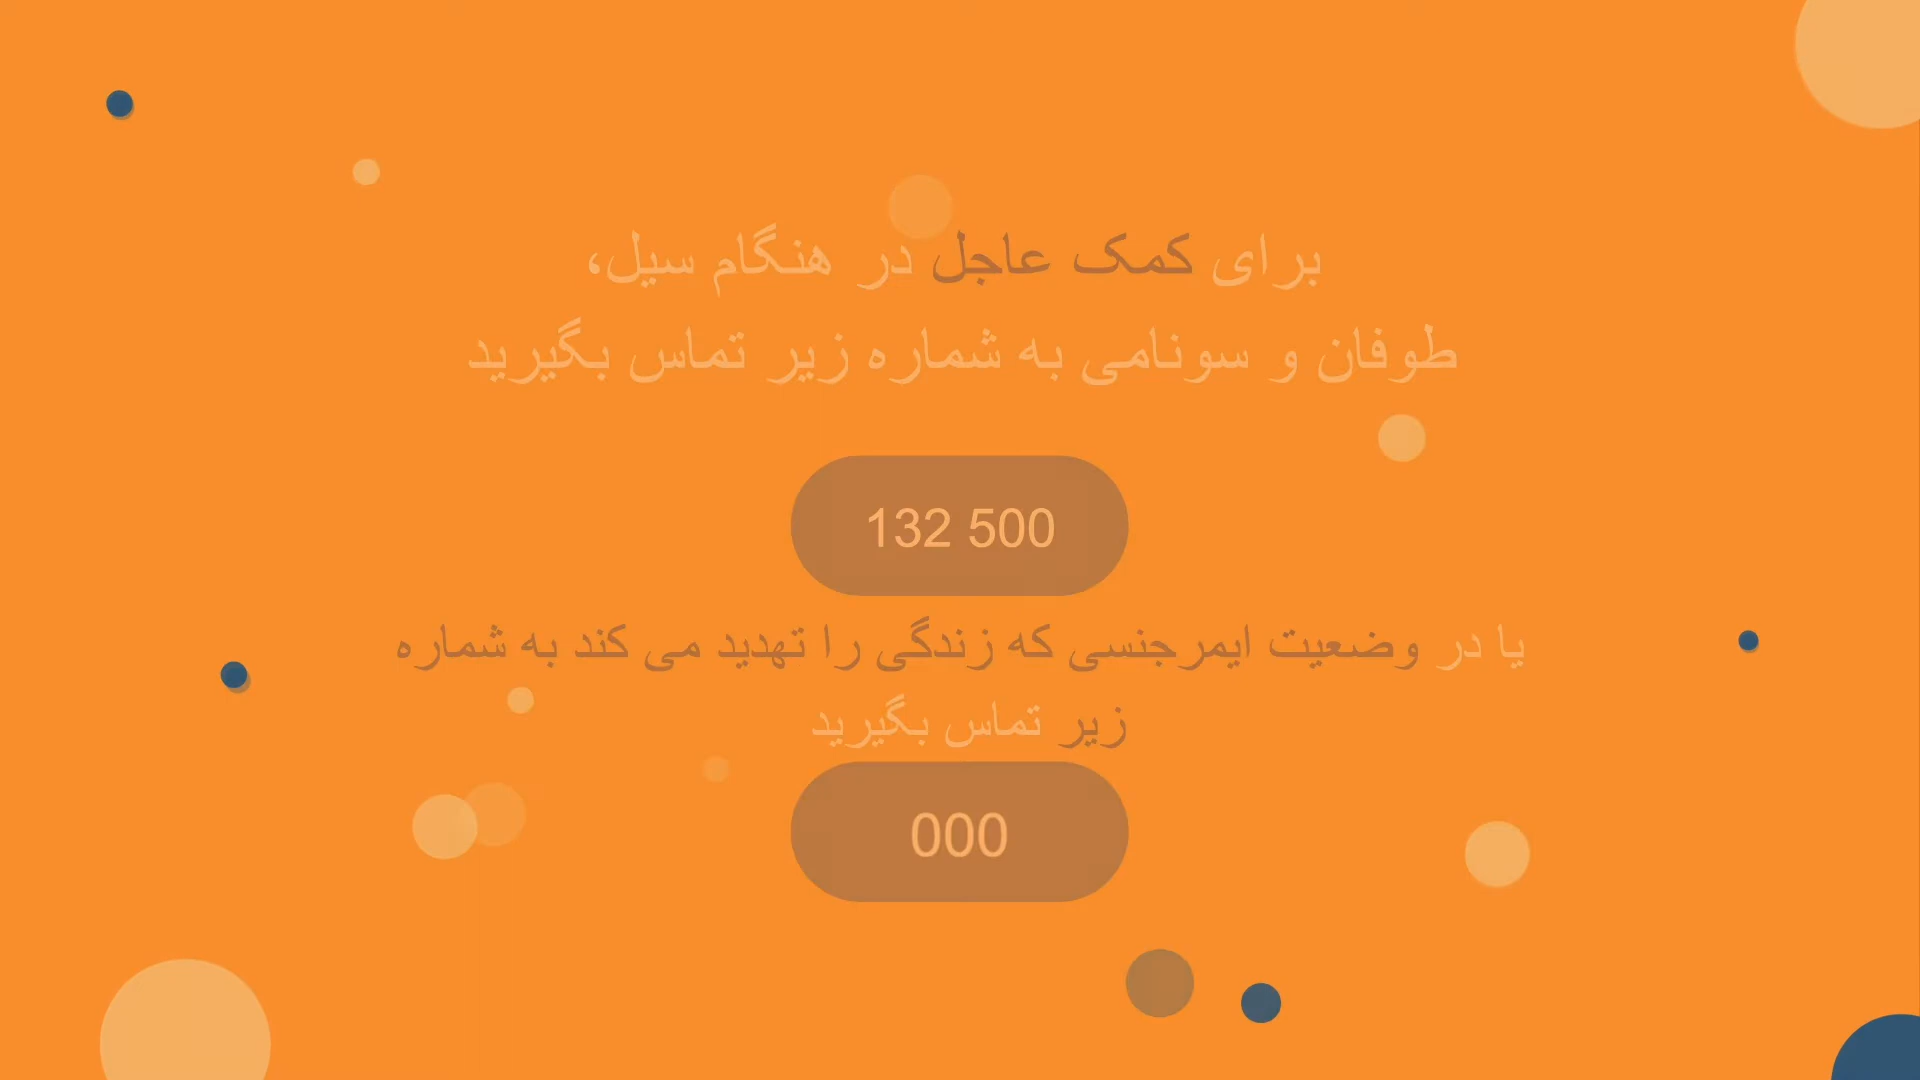 برای کمک عاجل در هنگام سیل،
طوفان و سونامی به شماره زیر تماس بگیرید
132 500
یا در وضعیت ایمرجنسی که زندگی را تهدید می کند به شماره
زیر تماس بگیرید
000